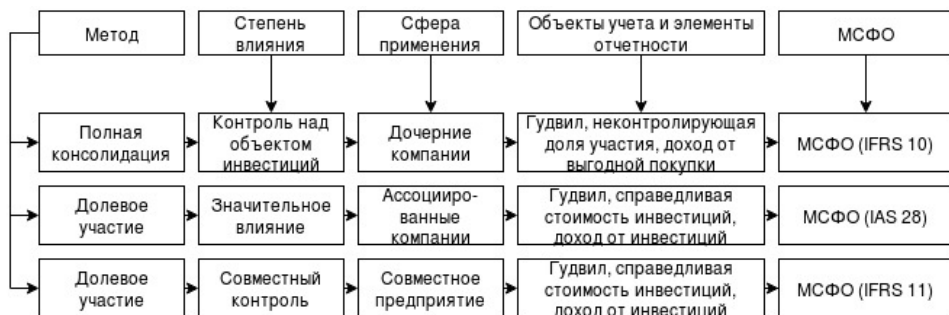 Метод
Степень
влияния
Сфера
применения
Объекты учета и элементы
отчетности
МСФО
Полная
консолидация
Контроль над
объектом
инвестиций
Дочерние
компании
Гудвил, неконтролирующая
доля участия, доход от
выгодной покупки
МСФО (IFRS 10)
Долевое
участие
Значительное
влияние
Ассоцииро-
ванные
компании
Гудвил, справедливая
стоимость инвестиций,
доход от инвестиций
МСФО (IAS 28)
Долевое
участие
Совместный
контроль
Совместное
предприятие
Гудвил, справедливая
стоимость инвестиций,
доход от инвестиций
МСФО (IFRS 11)